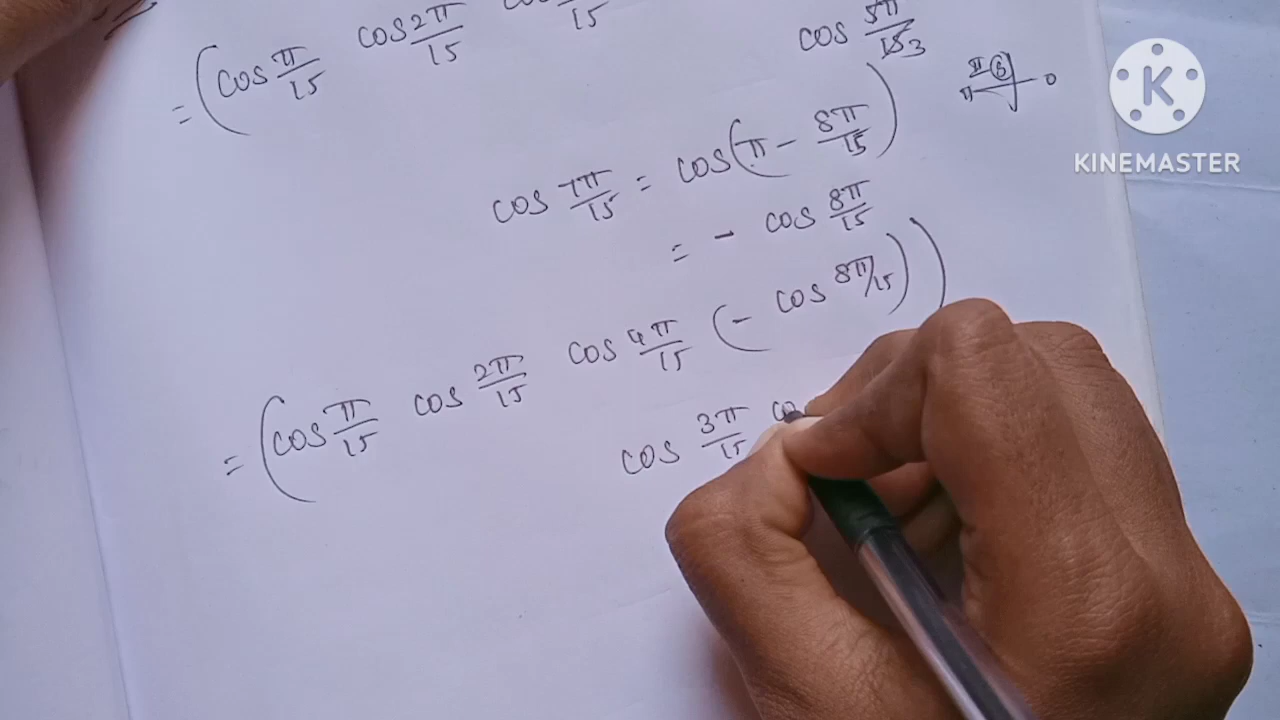 = (cos π/15 cos 2π/15
cos 5π/15 3
cos 7π/15 = cos(π - 8π/15)
= - cos 8π/15
= (cos π/15 cos 2π/15 cos 4π/15 (- cos 8π/15))
cos 3π/15 co
K
KINEMASTER